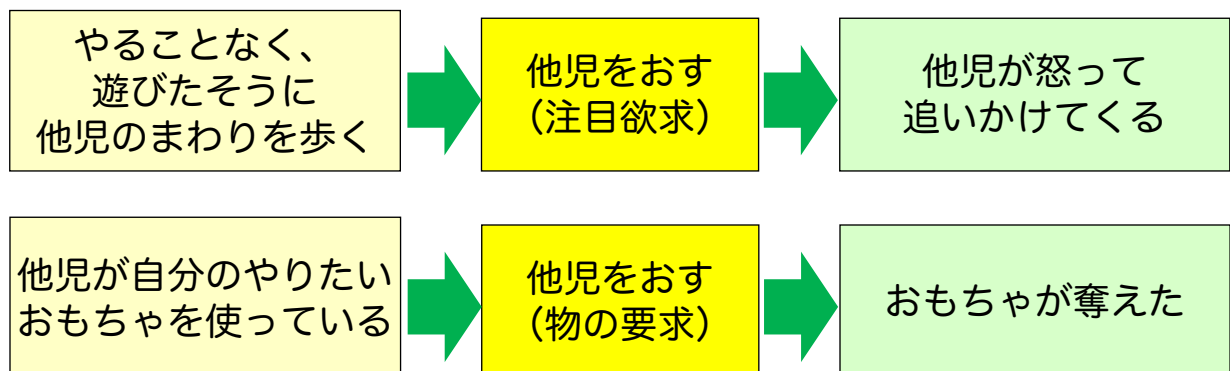 やることなく、
遊びたそうに
他児のまわりを歩く
他児をおす
（注目欲求）
他児が怒って
追いかけてくる
他児が自分のやりたい
おもちゃを使っている
他児をおす
（物の要求）
おもちゃが奪えた